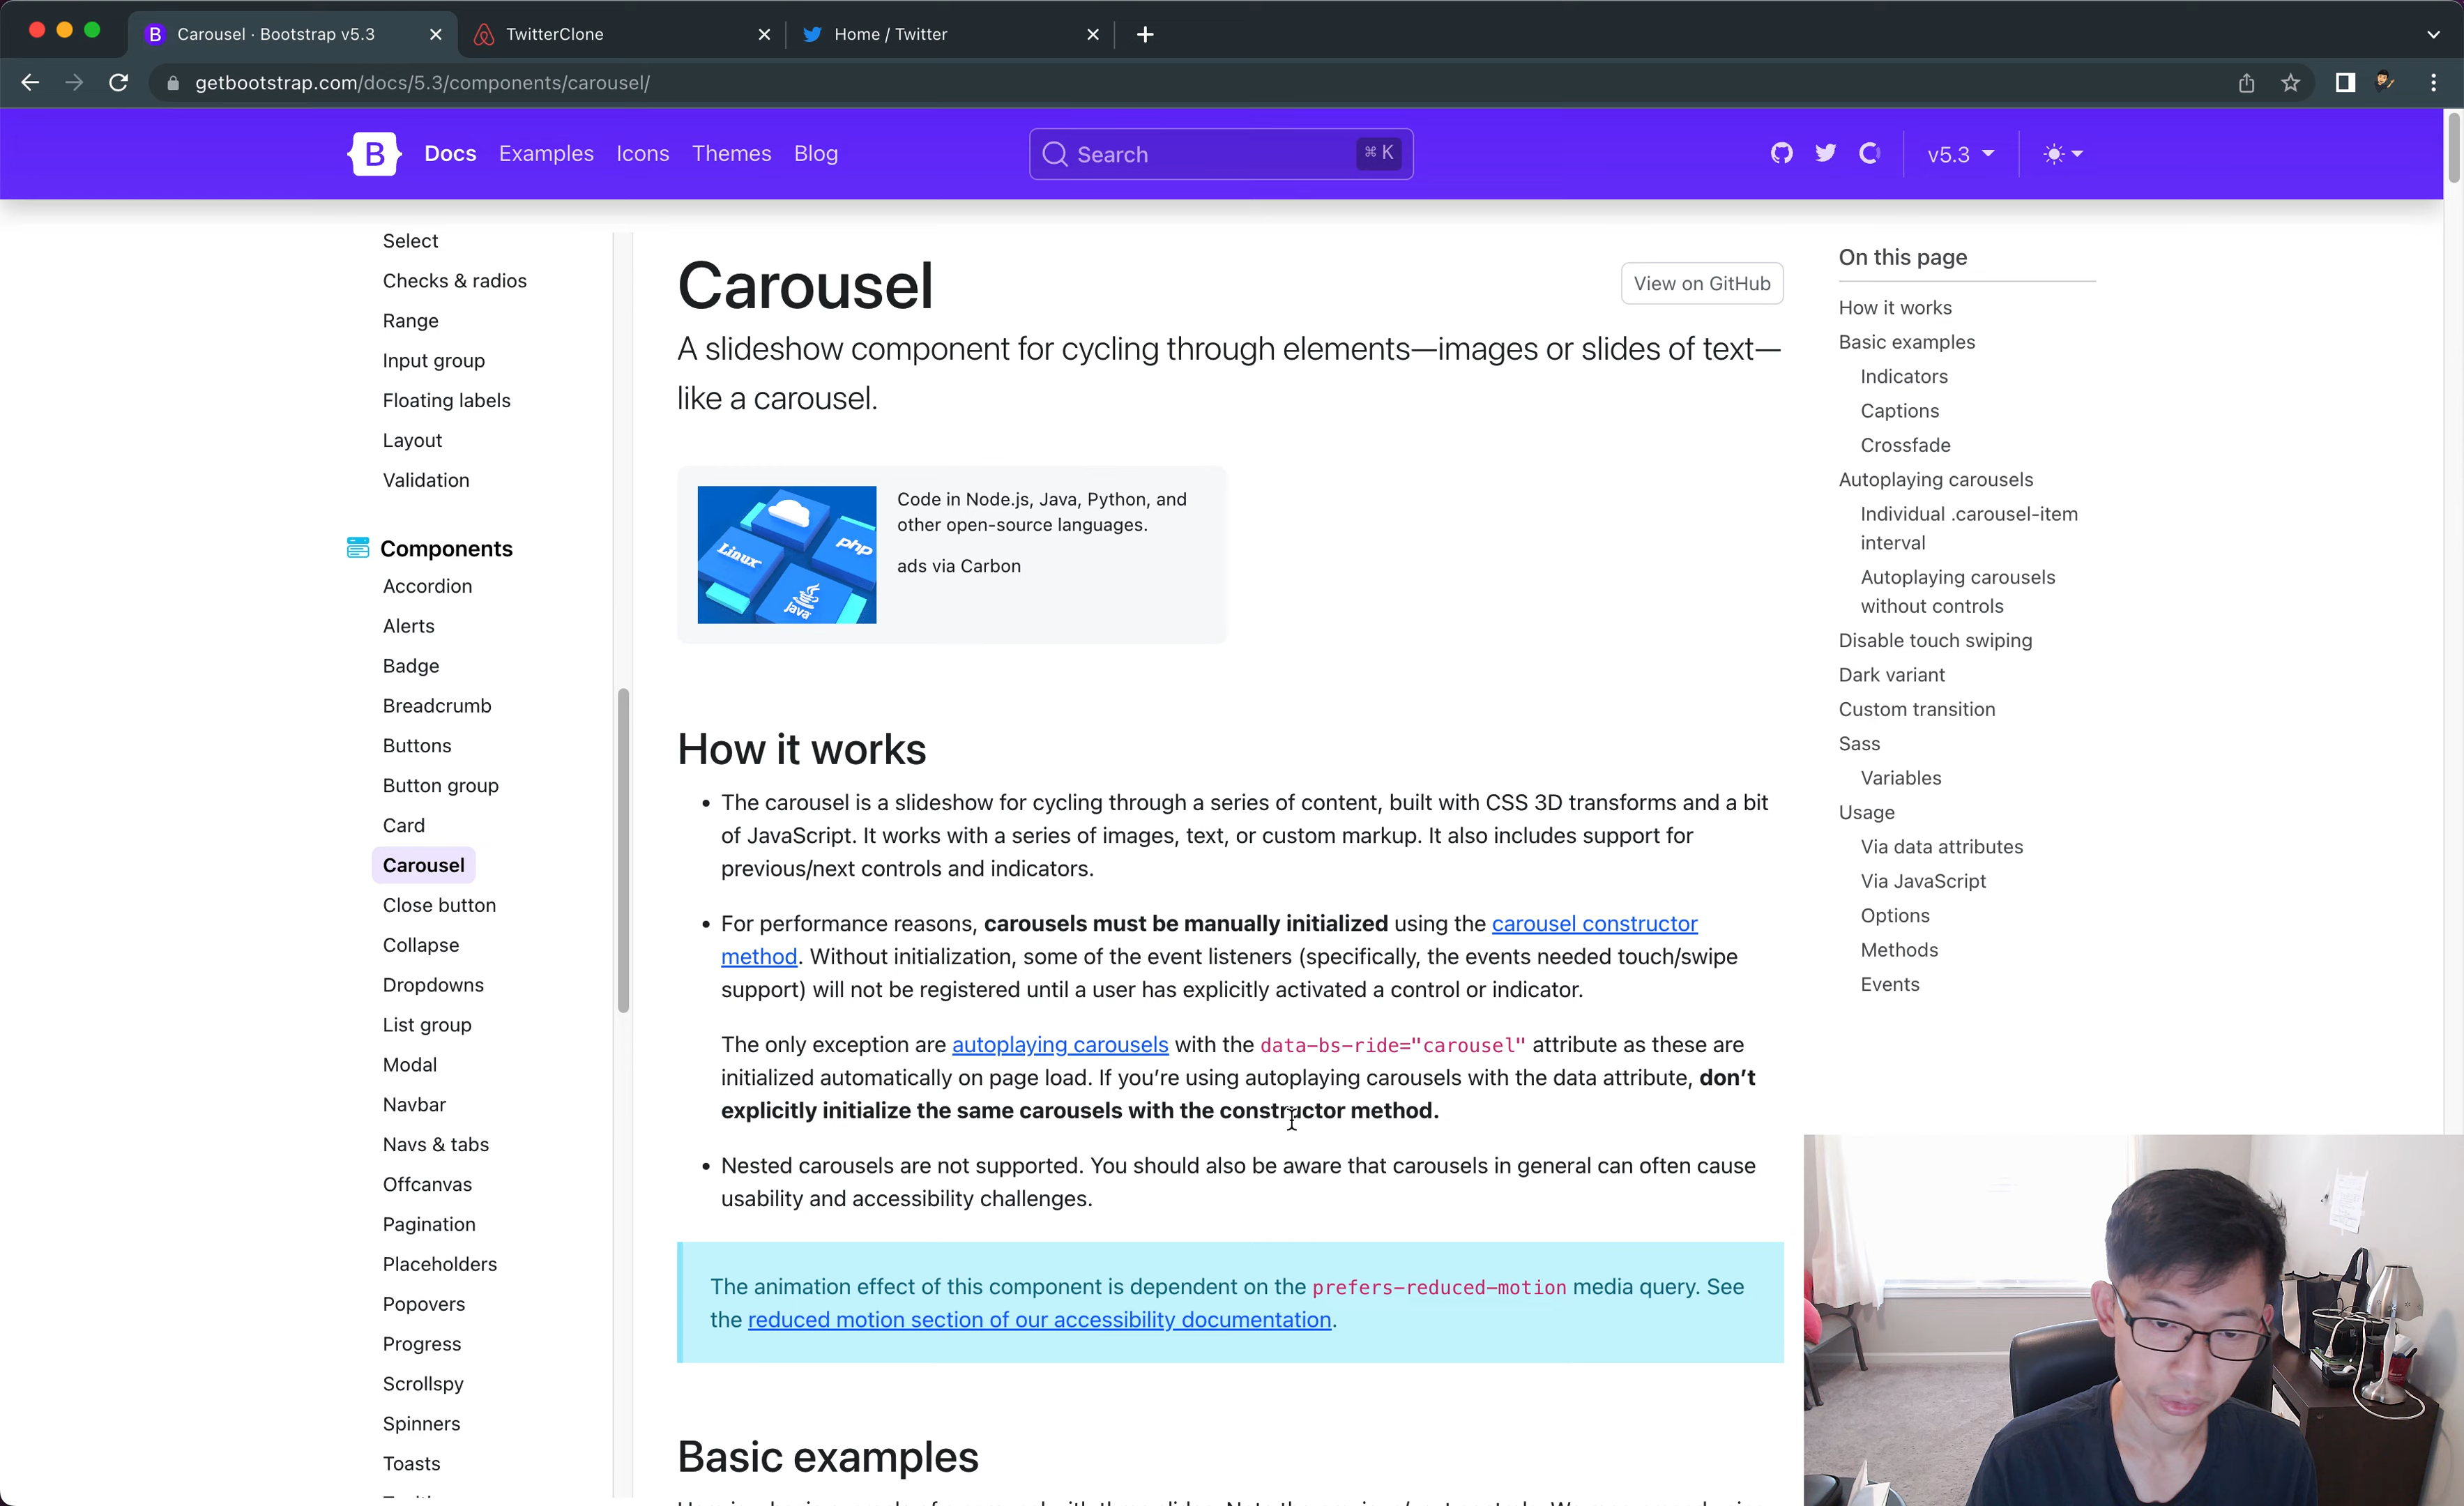 Carousel · Bootstrap v5.3
TwitterClone
Home / Twitter
getbootstrap.com/docs/5.3/components/carousel/
B
Docs
Examples
Icons
Themes
Blog
Search
⌘ K
v5.3
Select
Checks & radios
Range
Input group
Floating labels
Layout
Validation
Components
Accordion
Alerts
Badge
Breadcrumb
Buttons
Button group
Card
Carousel
Close button
Collapse
Dropdowns
List group
Modal
Navbar
Navs & tabs
Offcanvas
Pagination
Placeholders
Popovers
Progress
Scrollspy
Spinners
Toasts
Carousel
View on GitHub
A slideshow component for cycling through elements—images or slides of text—
like a carousel.
Linux
php
java
Code in Node.js, Java, Python, and
other open-source languages.
ads via Carbon
How it works
• The carousel is a slideshow for cycling through a series of content, built with CSS 3D transforms and a bit
of JavaScript. It works with a series of images, text, or custom markup. It also includes support for
previous/next controls and indicators.
• For performance reasons, carousels must be manually initialized using the carousel constructor
method. Without initialization, some of the event listeners (specifically, the events needed touch/swipe
support) will not be registered until a user has explicitly activated a control or indicator.
The only exception are autoplaying carousels with the data-bs-ride="carousel" attribute as these are
initialized automatically on page load. If you’re using autoplaying carousels with the data attribute, don’t
explicitly initialize the same carousels with the constructor method.
• Nested carousels are not supported. You should also be aware that carousels in general can often cause
usability and accessibility challenges.
The animation effect of this component is dependent on the prefers-reduced-motion media query. See
the reduced motion section of our accessibility documentation.
Basic examples
On this page
How it works
Basic examples
Indicators
Captions
Crossfade
Autoplaying carousels
Individual .carousel-item
interval
Autoplaying carousels
without controls
Disable touch swiping
Dark variant
Custom transition
Sass
Variables
Usage
Via data attributes
Via JavaScript
Options
Methods
Events